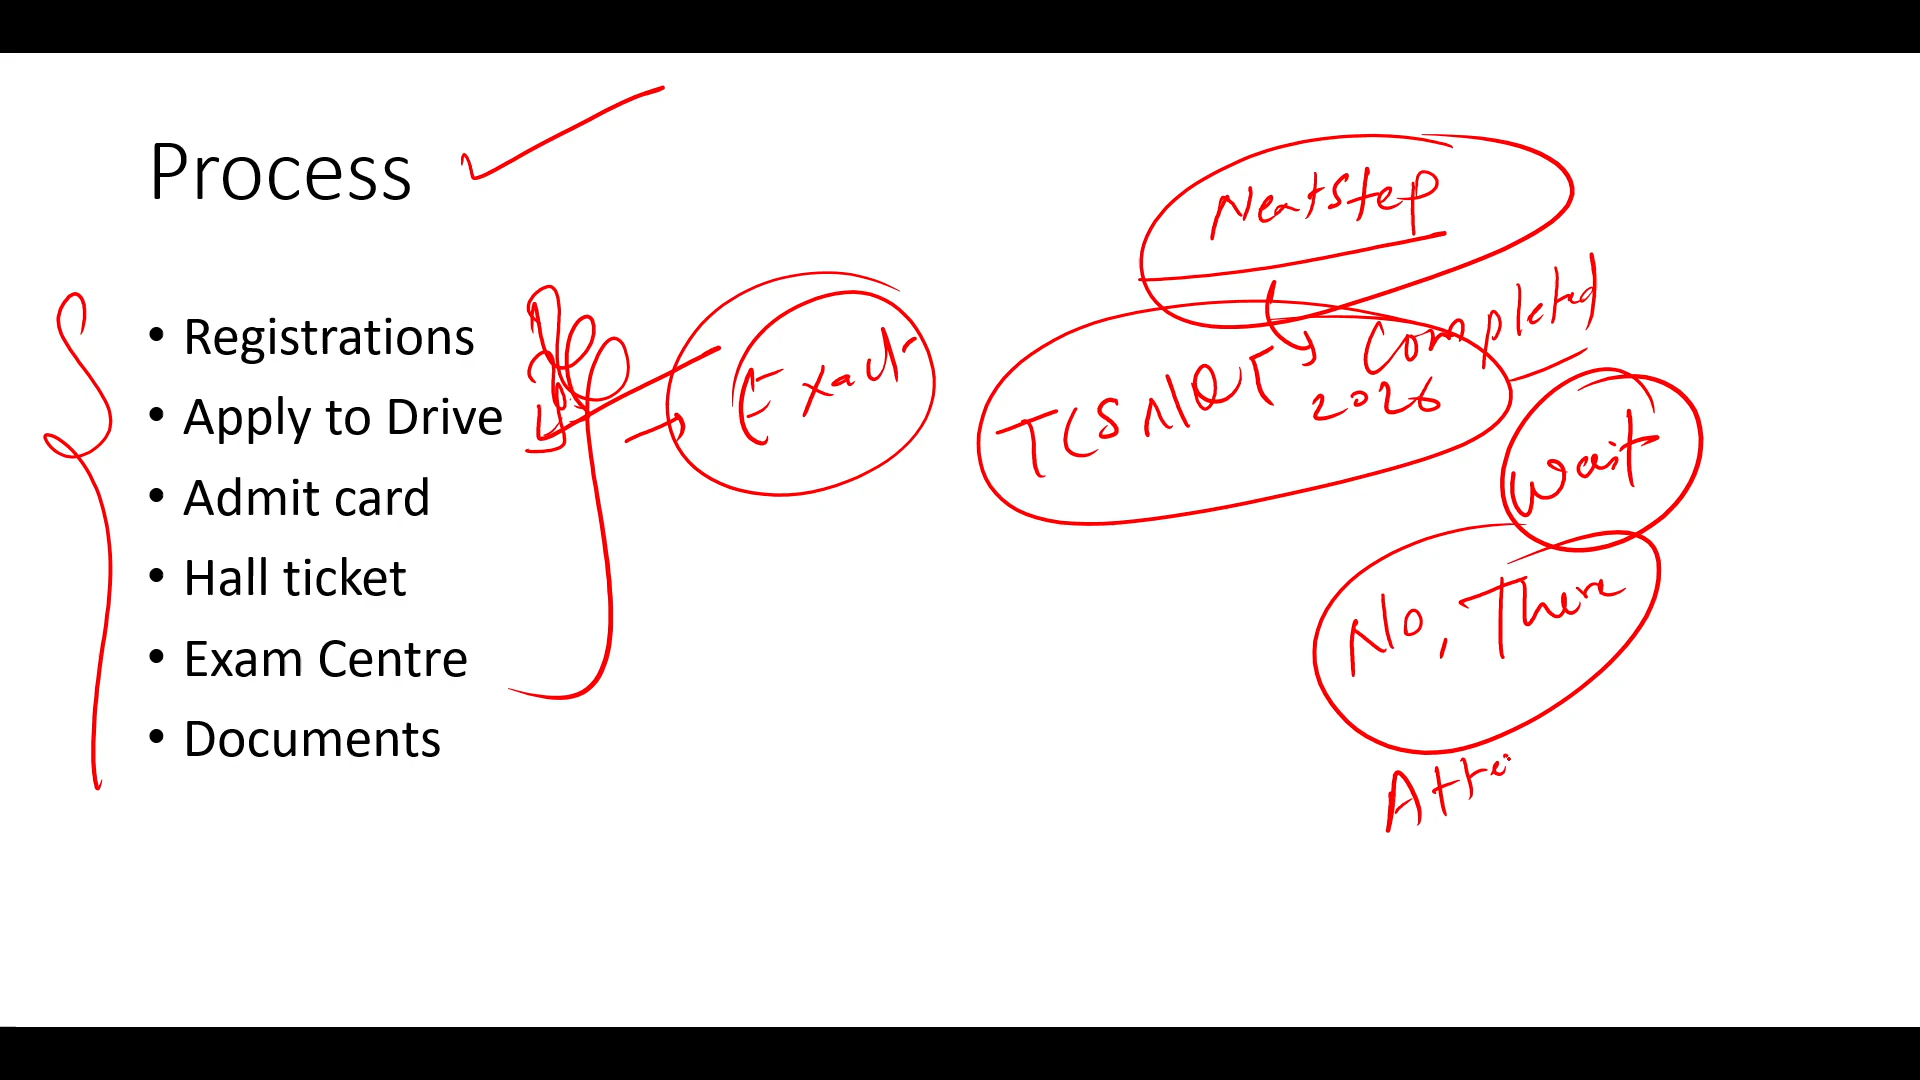 Process
• Registrations
• Apply to Drive
• Admit card
• Hall ticket
• Exam Centre
• Documents
Exact
Nextstep
Completed
TCS NQT 2026
Wait
No, There